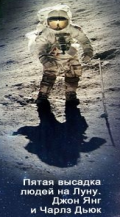 Пятая высадка
людей на Луну.
Джон Янг
и Чарлз Дьюк